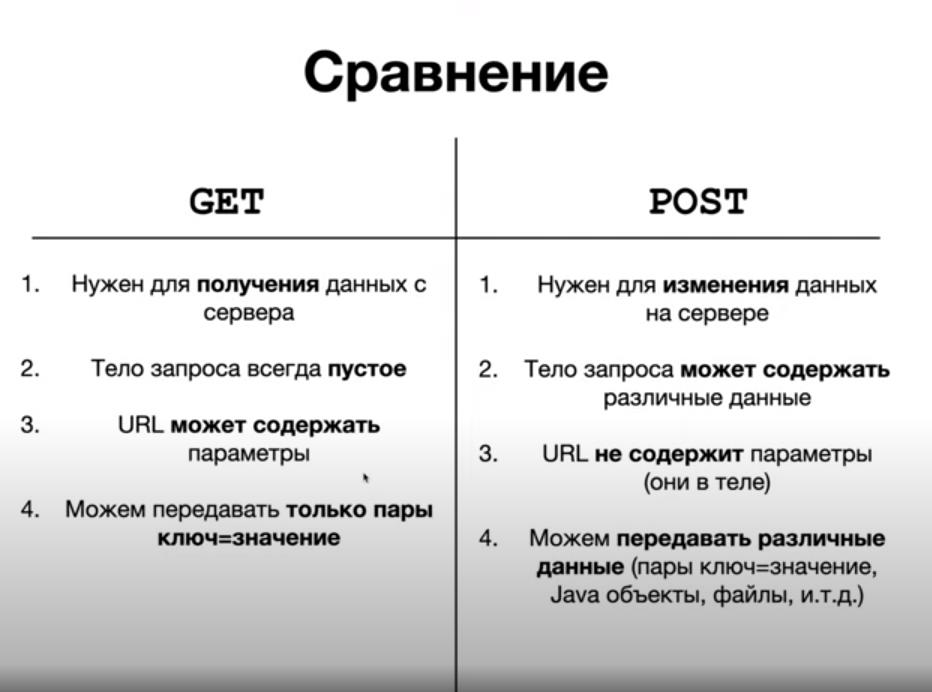 Сравнение
GET
1. Нужен для получения данных с
сервера
2. Тело запроса всегда пустое
3. URL может содержать
параметры
4. Можем передавать только пары
ключ=значение
POST
1. Нужен для изменения данных
на сервере
2. Тело запроса может содержать
различные данные
3. URL не содержит параметры
(они в теле)
4. Можем передавать различные
данные (пары ключ=значение,
Java объекты, файлы, и.т.д.)